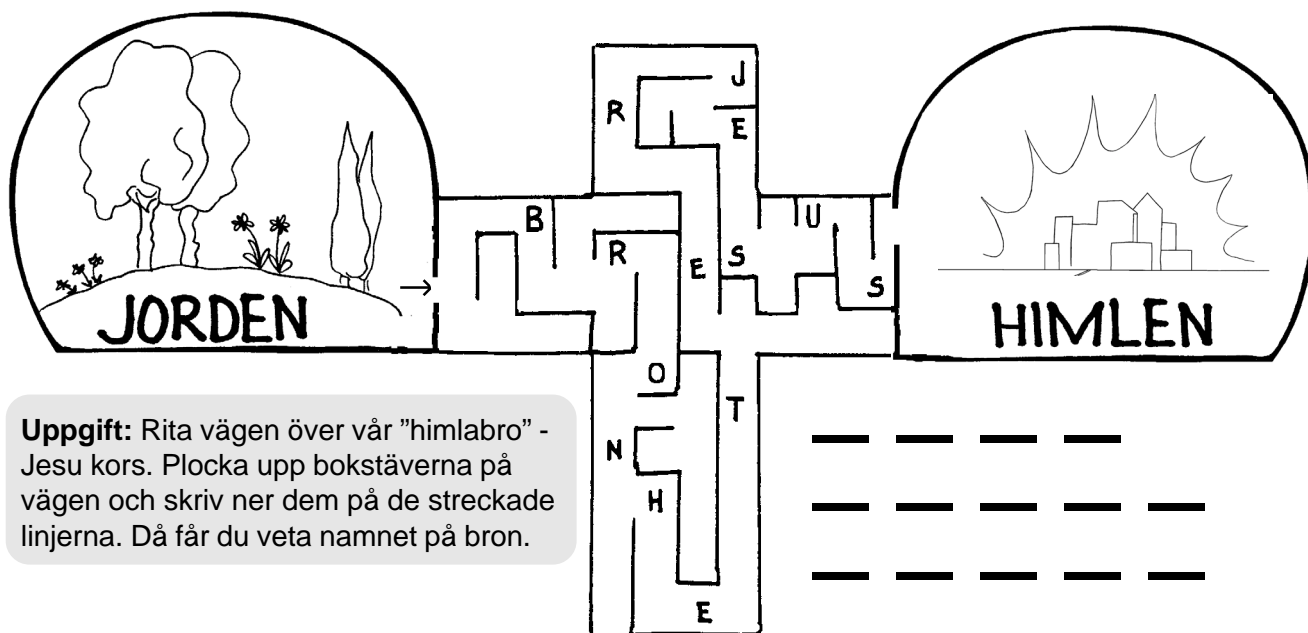 J
R
E
B
U
R
S
E
S
→
JORDEN
HIMLEN
O
T
N
H
E
Uppgift: Rita vägen över vår ”himlabro” -
Jesu kors. Plocka upp bokstäverna på
vägen och skriv ner dem på de streckade
linjerna. Då får du veta namnet på bron.